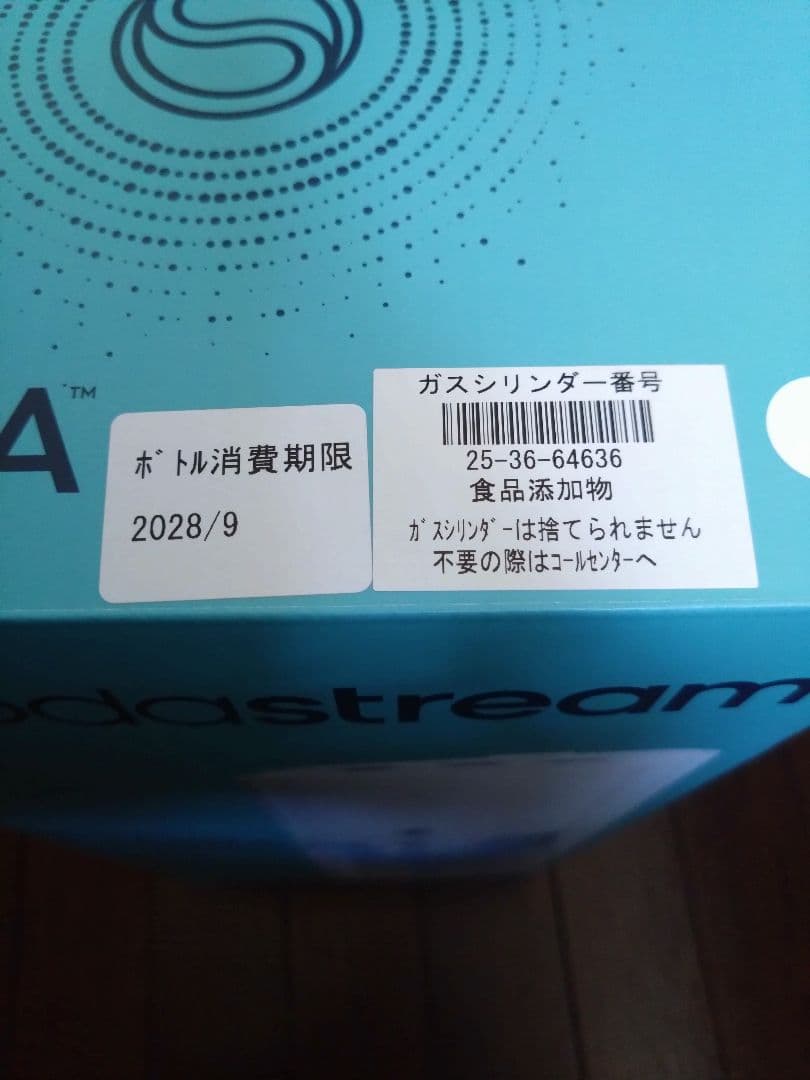 A™
ボトル消費期限
2028/9
ガスシリンダー番号
25-36-64636
食品添加物
ガスシリンダーは捨てられません
不要の際はコールセンターへ
odastream